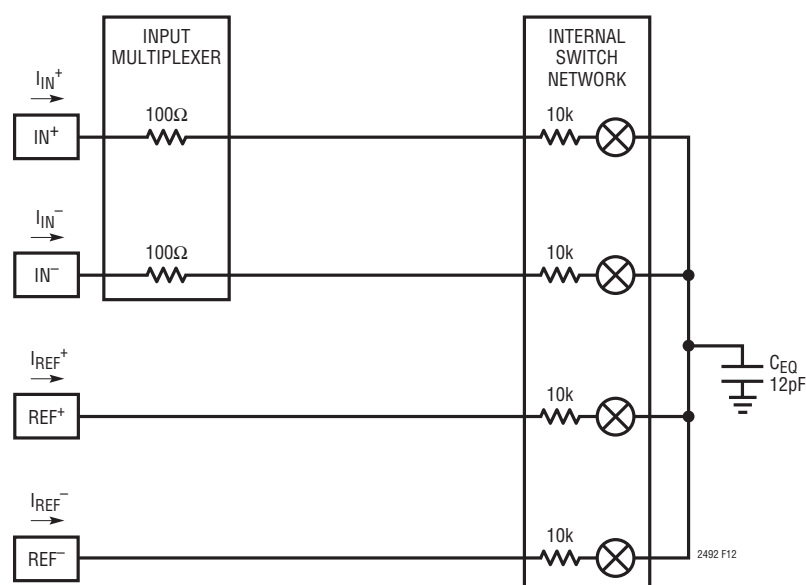 INPUT
MULTIPLEXER
INTERNAL
SWITCH
NETWORK
I_IN⁺
IN⁺
100Ω
10k
I_IN⁻
IN⁻
100Ω
10k
C_EQ
12pF
I_REF⁺
REF⁺
10k
I_REF⁻
REF⁻
10k
2492 F12